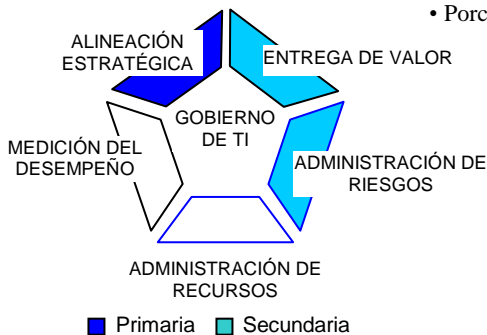 • Porc
ALINEACIÓN
ESTRATÉGICA
ENTREGA DE VALOR
GOBIERNO
DE TI
MEDICIÓN DEL
DESEMPEÑO
ADMINISTRACIÓN DE
RIESGOS
ADMINISTRACIÓN DE
RECURSOS
Primaria Secundaria